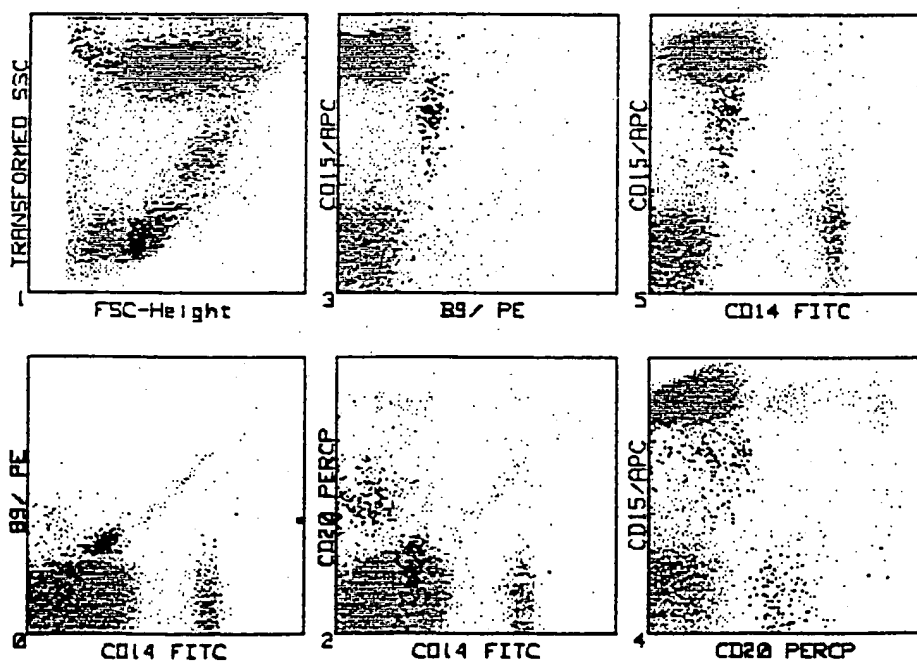 TRANSFORMED SSC
1
FSC-Height
CD15/APC
3
B9/ PE
CD15/APC
5
CD14 FITC
B9/ PE
0
CD14 FITC
CD20 PERCP
2
CD14 FITC
CD15/APC
4
CD20 PERCP